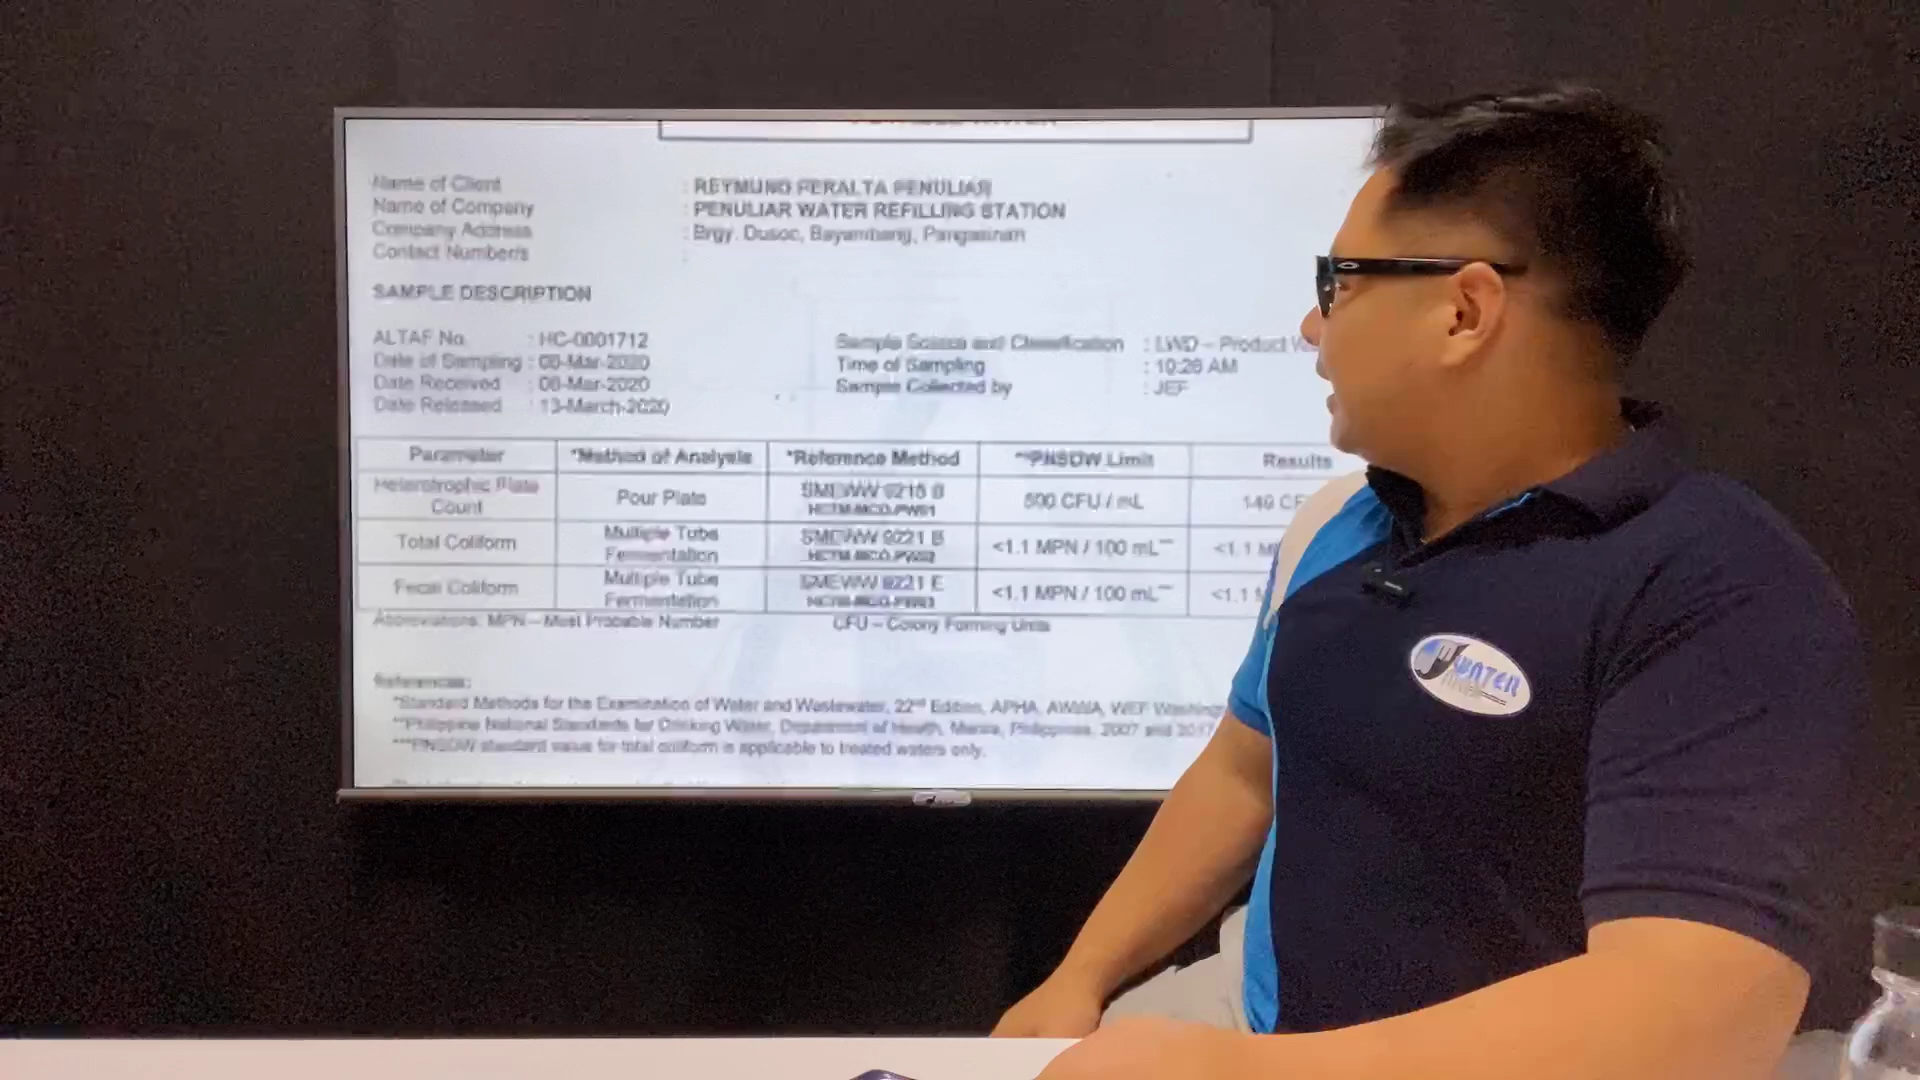 Name of Client : REYMUND PERALTA PENULIAR
Name of Company : PENULIAR WATER REFILLING STATION
Company Address : Brgy. Dusoc, Bayambang, Pangasinan
Contact Number/s :
SAMPLE DESCRIPTION
ALTAF No. : HC-0001712 Sample Source and Classification : LWD – Product
Date of Sampling : 06-Mar-2020 Time of Sampling : 10:26 AM
Date Received : 06-Mar-2020 Sample Collected by : JEF
Date Released : 13-March-2020
Parameter *Method of Analysis *Reference Method **PNSDW Limit Results
Heterotrophic Plate Count Pour Plate SMEWW 9215 B 500 CFU / mL
Total Coliform Multiple Tube Fermentation SMEWW 9221 B <1.1 MPN / 100 mL*** <1.1
Fecal Coliform Multiple Tube Fermentation SMEWW 9221 E <1.1 MPN / 100 mL*** <1.1
Abbreviations: MPN – Most Probable Number CFU – Colony Forming Units
References:
*Standard Methods for the Examination of Water and Wastewater, 22nd Edition, APHA, AWWA, WEF
**Philippine National Standards for Drinking Water, Department of Health, Manila, Philippines, 2007 and 2017
***PNSDW standard value for total coliform is applicable to treated waters only.
WATER